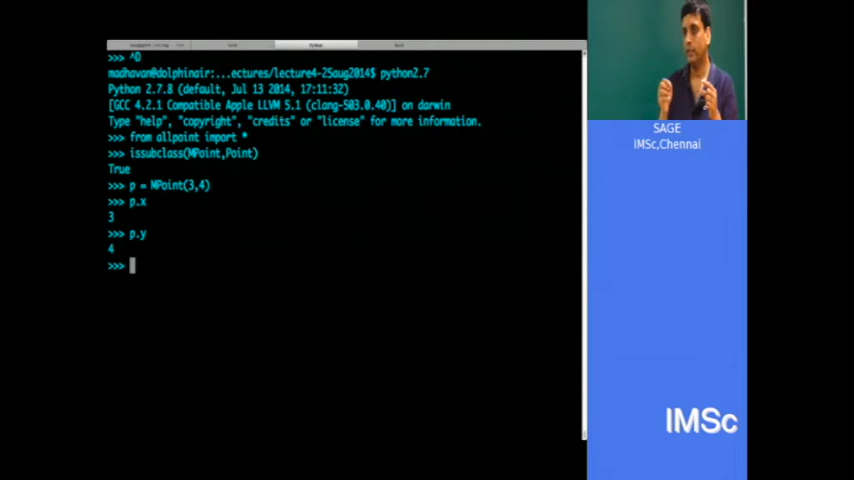 >>> ^D
madhavan@dolphinair:...ectures/lecture4-25aug2014$ python2.7
Python 2.7.8 (default, Jul 13 2014, 17:11:32)
[GCC 4.2.1 Compatible Apple LLVM 5.1 (clang-503.0.40)] on darwin
Type "help", "copyright", "credits" or "license" for more information.
>>> from allpoint import *
>>> issubclass(MPoint,Point)
True
>>> p = MPoint(3,4)
>>> p.x
3
>>> p.y
4
>>>
SAGE
IMSc,Chennai
IMSc